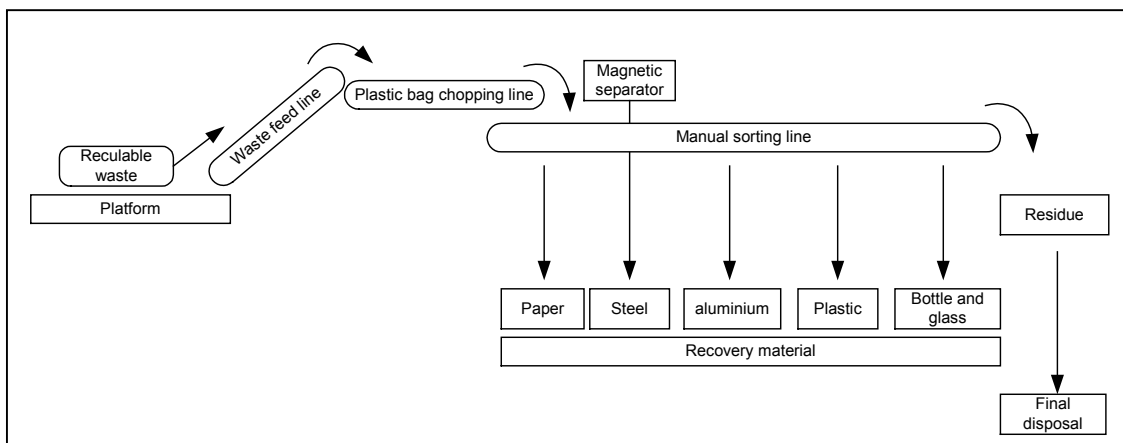 Reculable
waste
Platform
Waste feed line
Plastic bag chopping line
Magnetic
separator
Manual sorting line
Paper
Steel
aluminium
Plastic
Bottle and
glass
Recovery material
Residue
Final
disposal